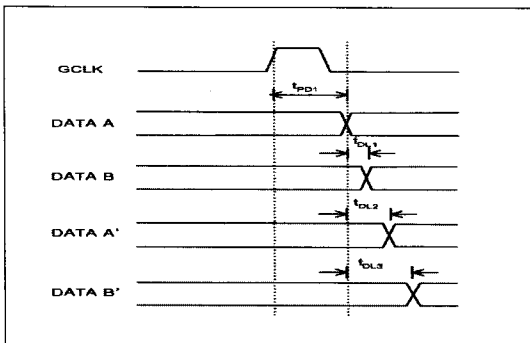 GCLK
tPD1
DATA A
tDL1
DATA B
tDL2
DATA A'
tDL3
DATA B'